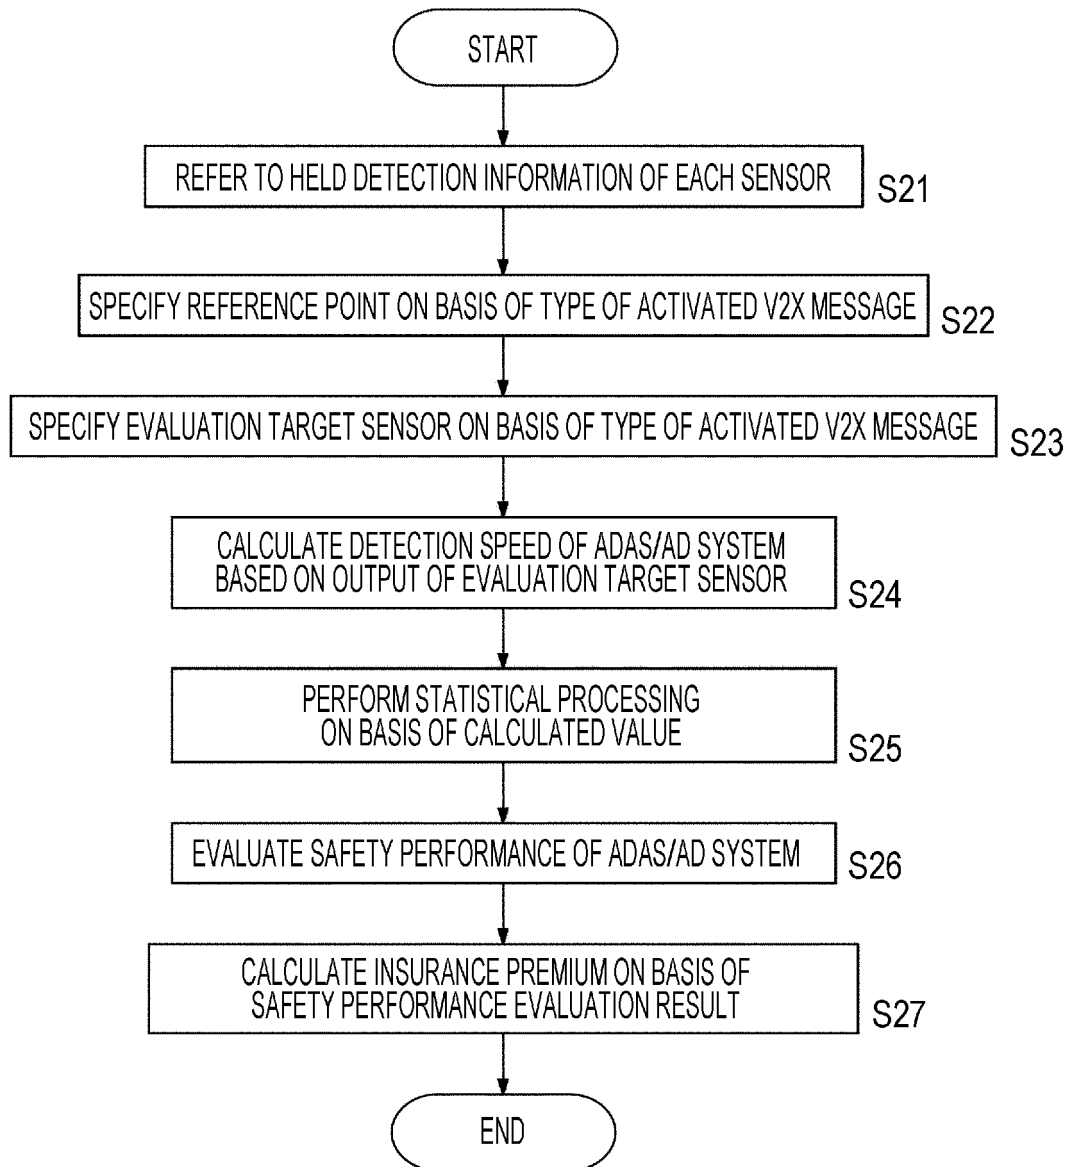 START
REFER TO HELD DETECTION INFORMATION OF EACH SENSOR
S21
SPECIFY REFERENCE POINT ON BASIS OF TYPE OF ACTIVATED V2X MESSAGE
S22
SPECIFY EVALUATION TARGET SENSOR ON BASIS OF TYPE OF ACTIVATED V2X MESSAGE
S23
CALCULATE DETECTION SPEED OF ADAS/AD SYSTEM
BASED ON OUTPUT OF EVALUATION TARGET SENSOR
S24
PERFORM STATISTICAL PROCESSING
ON BASIS OF CALCULATED VALUE
S25
EVALUATE SAFETY PERFORMANCE OF ADAS/AD SYSTEM
S26
CALCULATE INSURANCE PREMIUM ON BASIS OF
SAFETY PERFORMANCE EVALUATION RESULT
S27
END